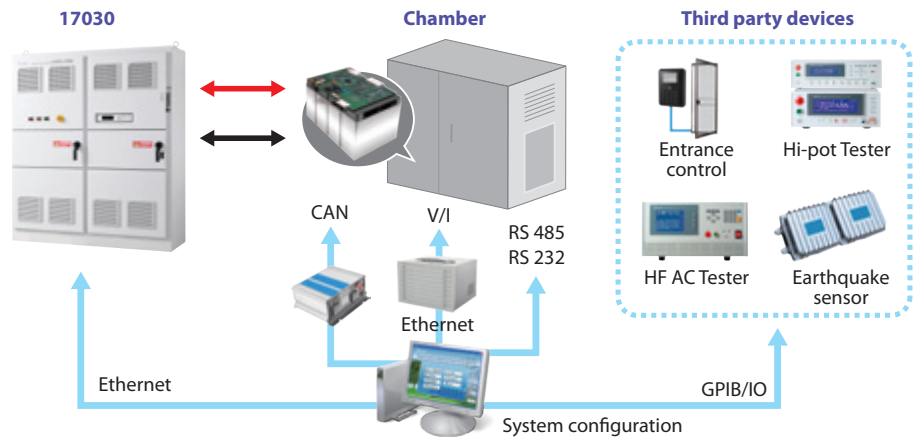 17030
Chamber
Third party devices
Entrance
control
Hi-pot Tester
HF AC Tester
Earthquake
sensor
CAN
V/I
RS 485
RS 232
Ethernet
Ethernet
GPIB/IO
System configuration